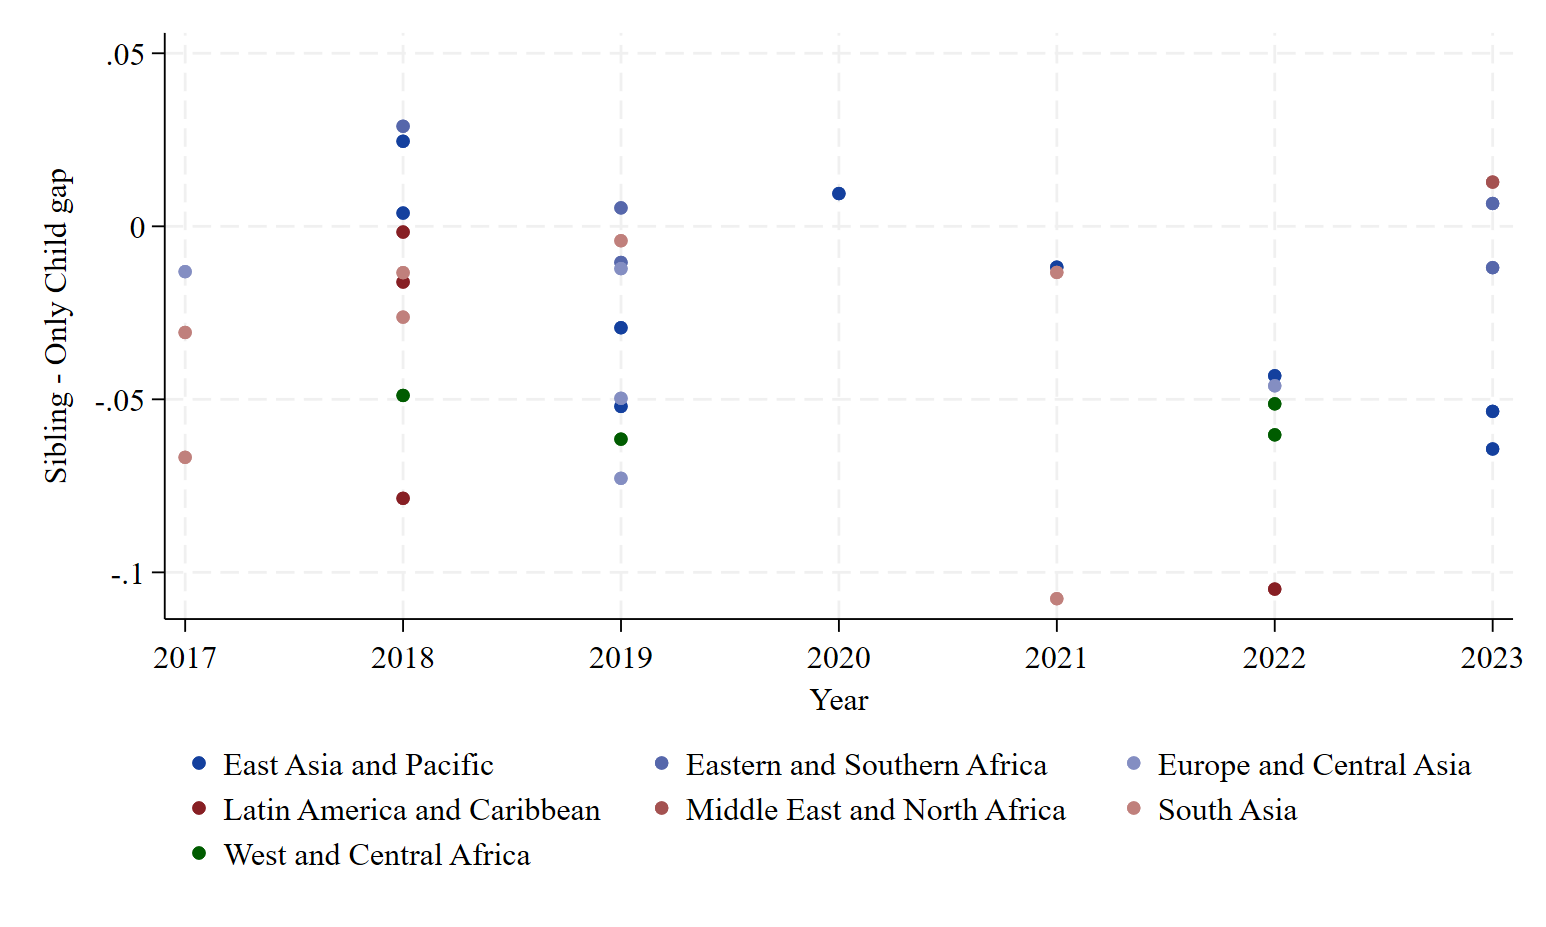 .05
0
-.05
-.1
Sibling - Only Child gap
2017 2018 2019 2020 2021 2022 2023
Year
East Asia and Pacific Eastern and Southern Africa Europe and Central Asia
Latin America and Caribbean Middle East and North Africa South Asia
West and Central Africa